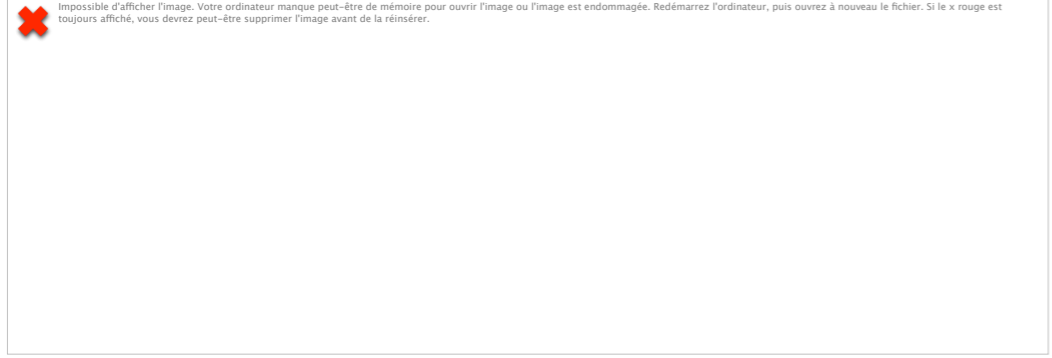 Impossible d'afficher l'image. Votre ordinateur manque peut-être de mémoire pour ouvrir l'image ou l'image est endommagée. Redémarrez l'ordinateur, puis ouvrez à nouveau le fichier. Si le x rouge est
toujours affiché, vous devrez peut-être supprimer l'image avant de la réinsérer.